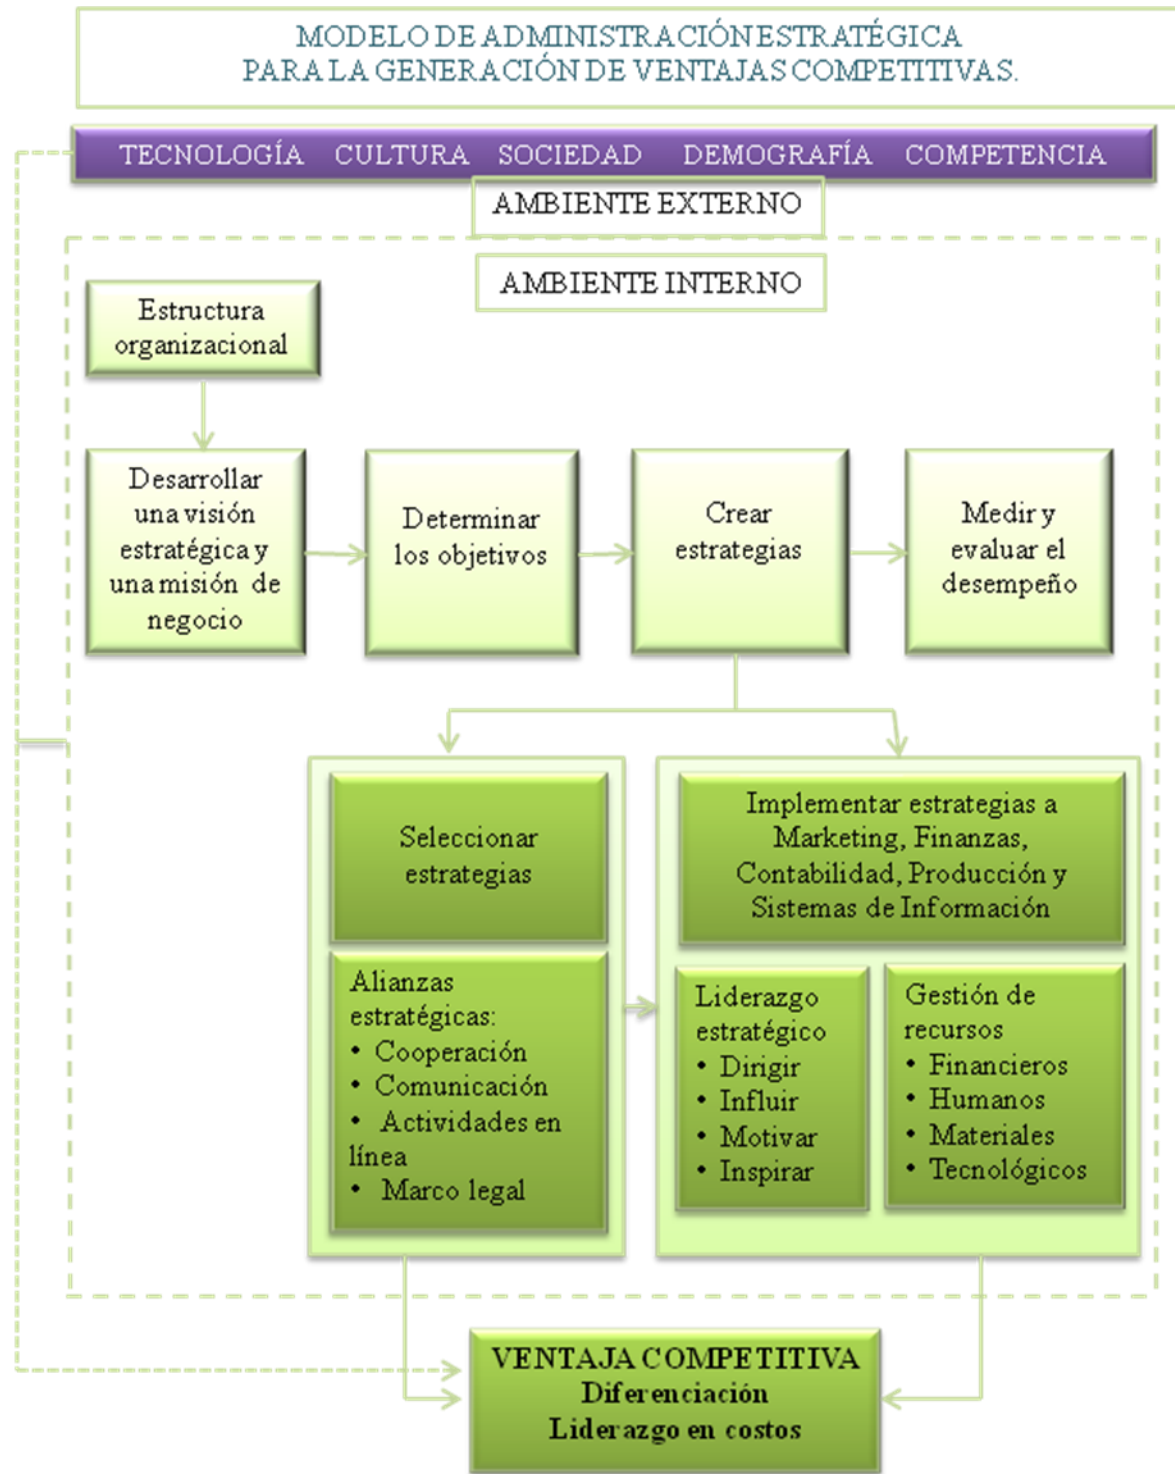 MODELO DE ADMINISTRACIÓN ESTRATÉGICA
PARA LA GENERACIÓN DE VENTAJAS COMPETITIVAS.
TECNOLOGÍA CULTURA SOCIEDAD DEMOGRAFÍA COMPETENCIA
AMBIENTE EXTERNO
AMBIENTE INTERNO
Estructura
organizacional
Desarrollar
una visión
estratégica y
una misión de
negocio
Determinar
los objetivos
Crear
estrategias
Medir y
evaluar el
desempeño
Seleccionar
estrategias
Alianzas
estratégicas:
• Cooperación
• Comunicación
• Actividades en
línea
• Marco legal
Implementar estrategias a
Marketing, Finanzas,
Contabilidad, Producción y
Sistemas de Información
Liderazgo
estratégico
• Dirigir
• Influir
• Motivar
• Inspirar
Gestión de
recursos
• Financieros
• Humanos
• Materiales
• Tecnológicos
VENTAJA COMPETITIVA
Diferenciación
Liderazgo en costos